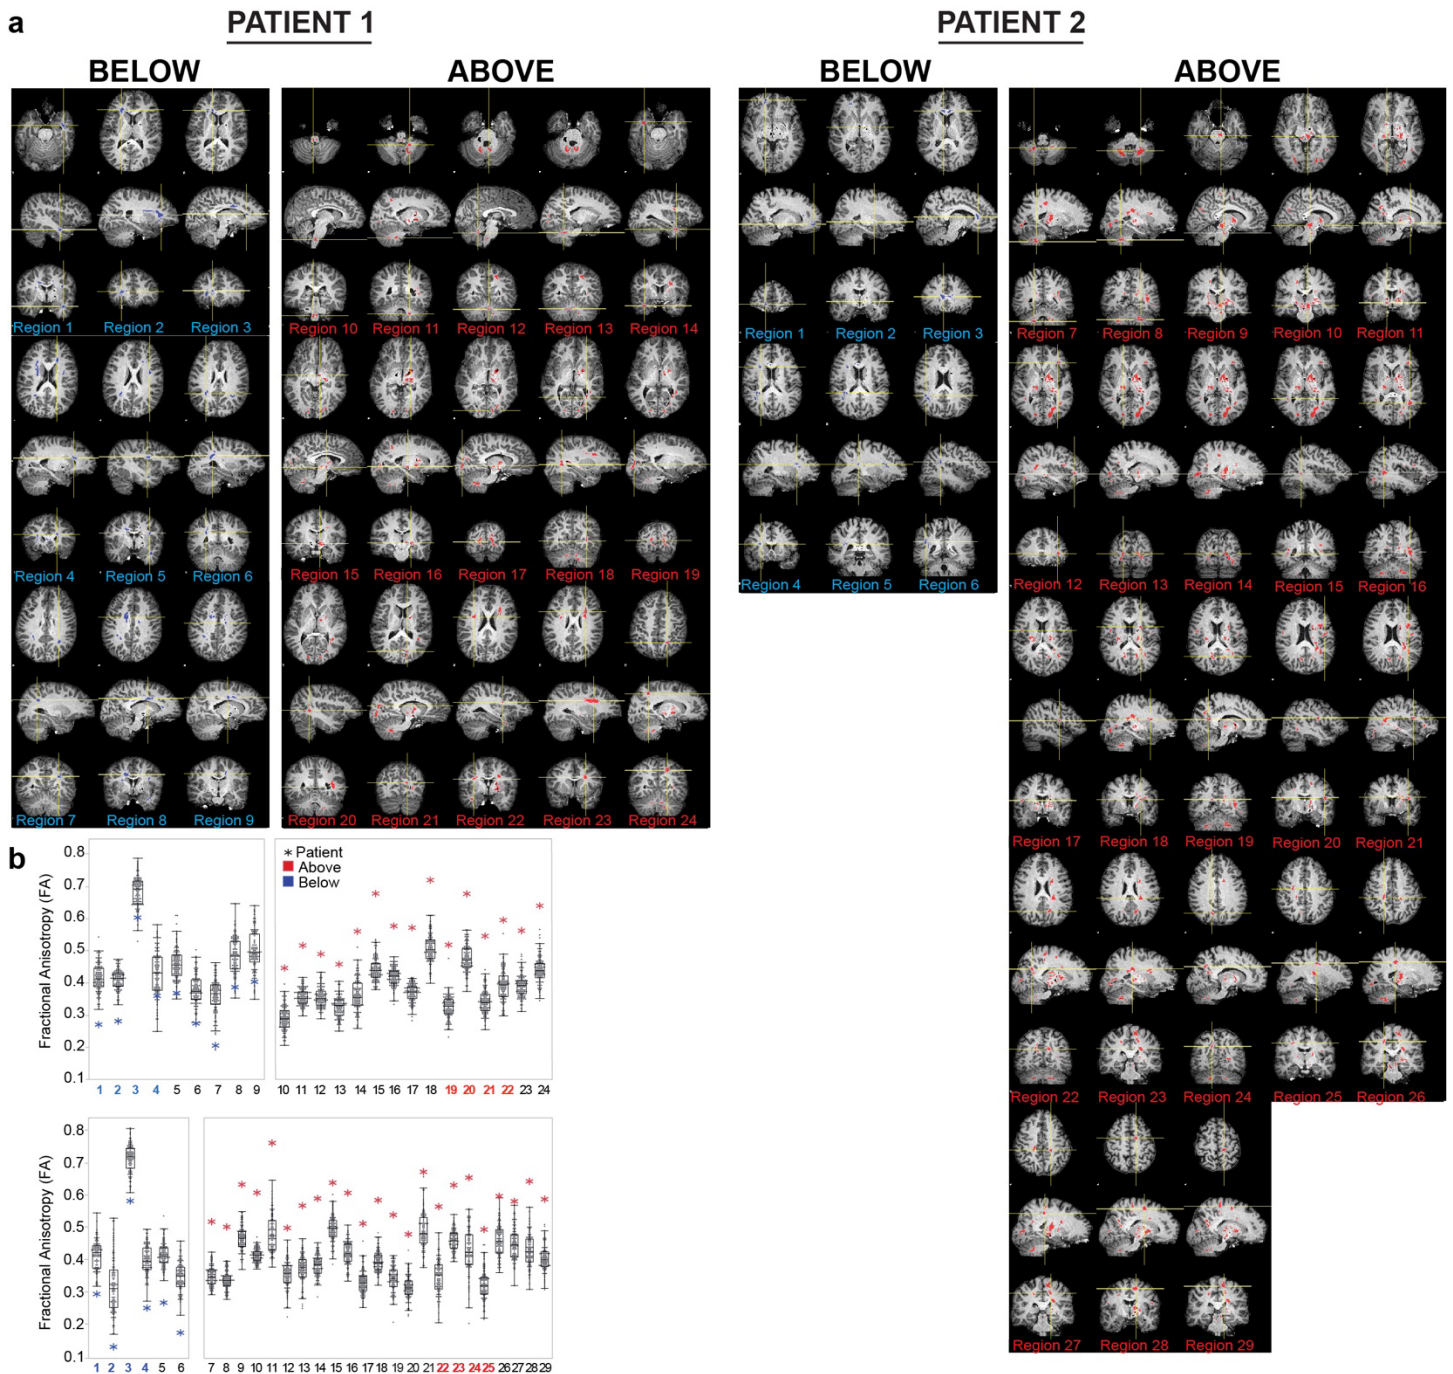 a
PATIENT 1
PATIENT 2
BELOW
ABOVE
BELOW
ABOVE
Region 1 Region 2 Region 3
Region 10 Region 11 Region 12 Region 13 Region 14
Region 4 Region 5 Region 6
Region 15 Region 16 Region 17 Region 18 Region 19
Region 7 Region 8 Region 9
Region 20 Region 21 Region 22 Region 23 Region 24
Region 1 Region 2 Region 3
Region 7 Region 8 Region 9 Region 10 Region 11
Region 4 Region 5 Region 6
Region 12 Region 13 Region 14 Region 15 Region 16
Region 17 Region 18 Region 19 Region 20 Region 21
Region 22 Region 23 Region 24 Region 25 Region 26
Region 27 Region 28 Region 29
b
Fractional Anisotropy (FA)
0.8
0.7
0.6
0.5
0.4
0.3
0.2
0.1
* Patient
Above
Below
1 2 3 4 5 6 7 8 9
10 11 12 13 14 15 16 17 18 19 20 21 22 23 24
Fractional Anisotropy (FA)
0.8
0.7
0.6
0.5
0.4
0.3
0.2
0.1
1 2 3 4 5 6
7 8 9 10 11 12 13 14 15 16 17 18 19 20 21 22 23 24 25 26 27 28 29